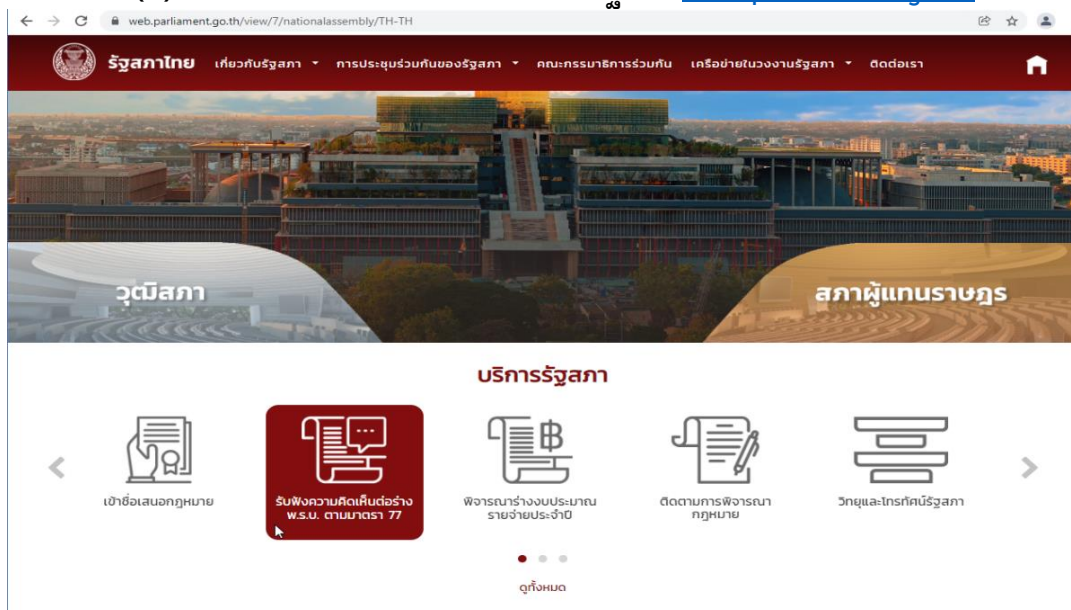 web.parliament.go.th/view/7/nationalassembly/TH-TH
รัฐสภาไทย เกี่ยวกับรัฐสภา การประชุมร่วมกันของรัฐสภา คณะกรรมาธิการร่วมกัน เครือข่ายในวงงานรัฐสภา ติดต่อเรา
วุฒิสภา
สภาผู้แทนราษฎร
บริการรัฐสภา
เข้าชื่อเสนอกฎหมาย
รับฟังความคิดเห็นต่อร่าง
พ.ร.บ. ตามมาตรา 77
พิจารณาร่างงบประมาณ
รายจ่ายประจำปี
ติดตามการพิจารณา
กฎหมาย
วิทยุและโทรทัศน์รัฐสภา
ดูทั้งหมด